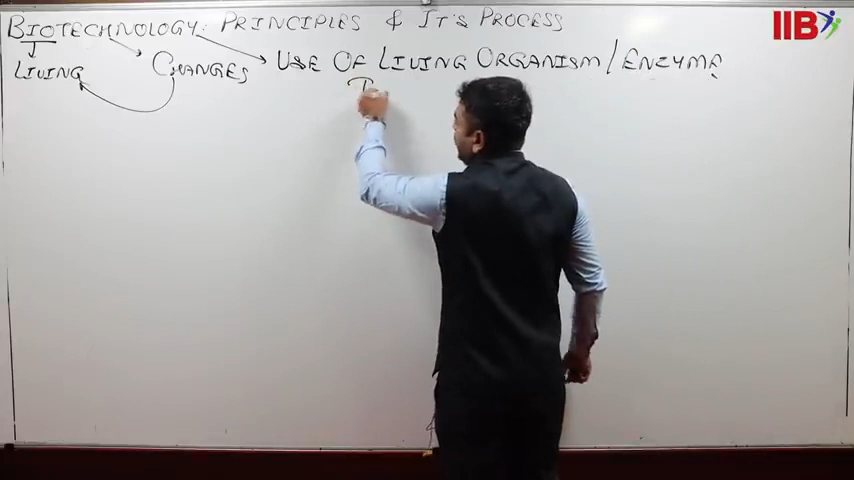 BIOTECHNOLOGY: PRINCIPLES & IT'S PROCESS
LIVING CHANGES USE OF LIVING ORGANISM / ENZYME
IIB